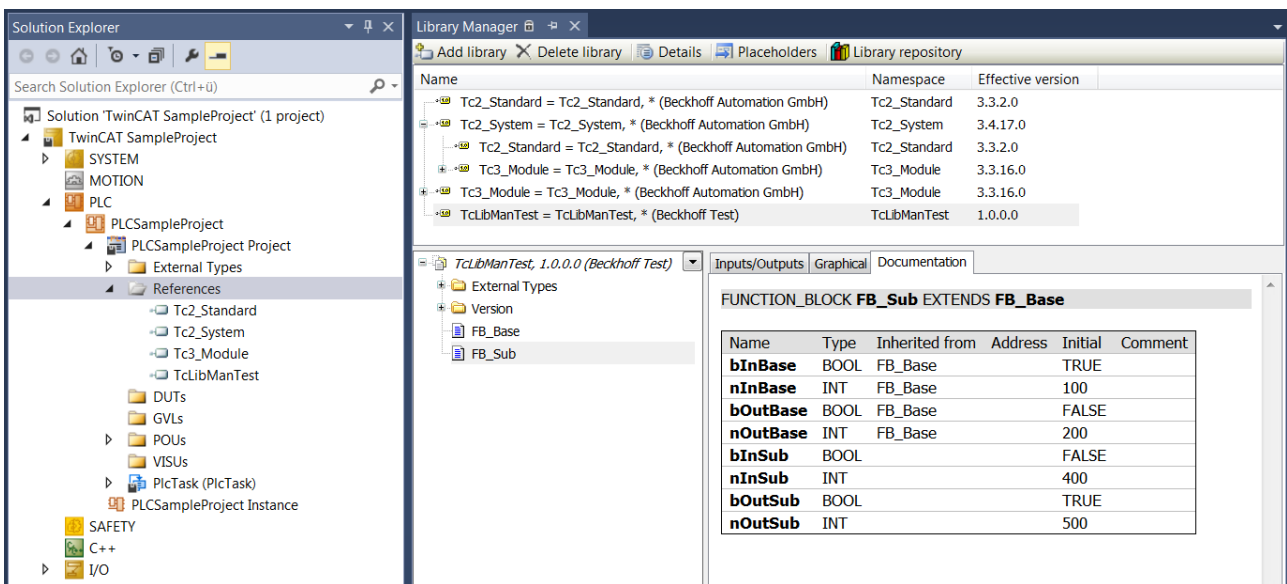 Solution Explorer
Search Solution Explorer (Ctrl+ü)
Solution 'TwinCAT SampleProject' (1 project)
TwinCAT SampleProject
SYSTEM
MOTION
PLC
PLCSampleProject
PLCSampleProject Project
External Types
References
Tc2_Standard
Tc2_System
Tc3_Module
TcLibManTest
DUTs
GVLs
POUs
VISUs
PlcTask (PlcTask)
PLCSampleProject Instance
SAFETY
C++
I/O
Library Manager
Add library Delete library Details Placeholders Library repository
Name Namespace Effective version
Tc2_Standard = Tc2_Standard, * (Beckhoff Automation GmbH) Tc2_Standard 3.3.2.0
Tc2_System = Tc2_System, * (Beckhoff Automation GmbH) Tc2_System 3.4.17.0
Tc2_Standard = Tc2_Standard, * (Beckhoff Automation GmbH) Tc2_Standard 3.3.2.0
Tc3_Module = Tc3_Module, * (Beckhoff Automation GmbH) Tc3_Module 3.3.16.0
Tc3_Module = Tc3_Module, * (Beckhoff Automation GmbH) Tc3_Module 3.3.16.0
TcLibManTest = TcLibManTest, * (Beckhoff Test) TcLibManTest 1.0.0.0
TcLibManTest, 1.0.0.0 (Beckhoff Test)
External Types
Version
FB_Base
FB_Sub
Inputs/Outputs Graphical Documentation
FUNCTION_BLOCK FB_Sub EXTENDS FB_Base
Name Type Inherited from Address Initial Comment
bInBase BOOL FB_Base TRUE
nInBase INT FB_Base 100
bOutBase BOOL FB_Base FALSE
nOutBase INT FB_Base 200
bInSub BOOL FALSE
nInSub INT 400
bOutSub BOOL TRUE
nOutSub INT 500